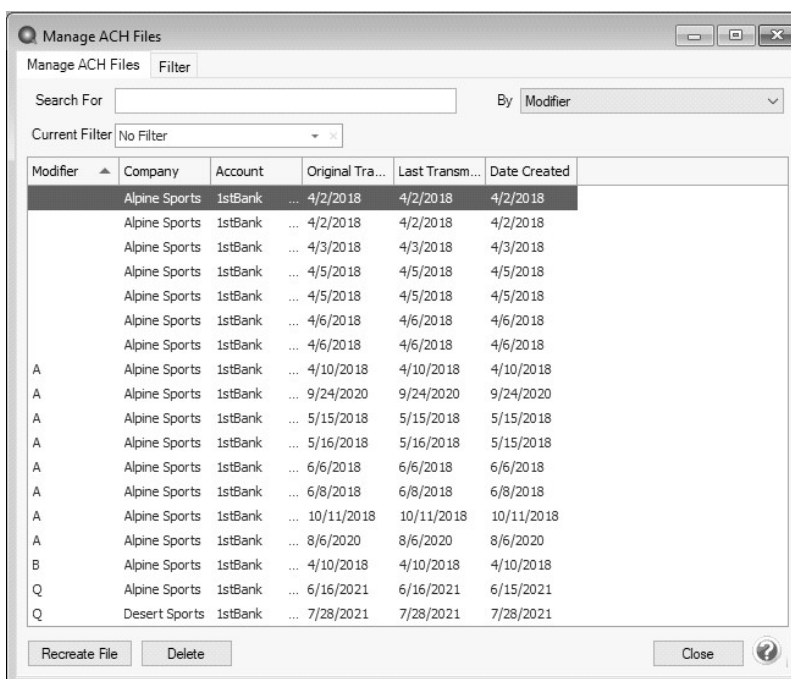 Manage ACH Files
Manage ACH Files Filter
Search For By Modifier
Current Filter No Filter
Modifier Company Account Original Tra... Last Transm... Date Created
Alpine Sports 1stBank ... 4/2/2018 4/2/2018 4/2/2018
Alpine Sports 1stBank ... 4/2/2018 4/2/2018 4/2/2018
Alpine Sports 1stBank ... 4/3/2018 4/3/2018 4/3/2018
Alpine Sports 1stBank ... 4/5/2018 4/5/2018 4/5/2018
Alpine Sports 1stBank ... 4/5/2018 4/5/2018 4/5/2018
Alpine Sports 1stBank ... 4/6/2018 4/6/2018 4/6/2018
Alpine Sports 1stBank ... 4/6/2018 4/6/2018 4/6/2018
A Alpine Sports 1stBank ... 4/10/2018 4/10/2018 4/10/2018
A Alpine Sports 1stBank ... 9/24/2020 9/24/2020 9/24/2020
A Alpine Sports 1stBank ... 5/15/2018 5/15/2018 5/15/2018
A Alpine Sports 1stBank ... 5/16/2018 5/16/2018 5/15/2018
A Alpine Sports 1stBank ... 6/6/2018 6/6/2018 6/6/2018
A Alpine Sports 1stBank ... 6/8/2018 6/8/2018 6/8/2018
A Alpine Sports 1stBank ... 10/11/2018 10/11/2018 10/11/2018
A Alpine Sports 1stBank ... 8/6/2020 8/6/2020 8/6/2020
B Alpine Sports 1stBank ... 4/10/2018 4/10/2018 4/10/2018
Q Alpine Sports 1stBank ... 6/16/2021 6/16/2021 6/15/2021
Q Desert Sports 1stBank ... 7/28/2021 7/28/2021 7/28/2021
Recreate File Delete Close ?